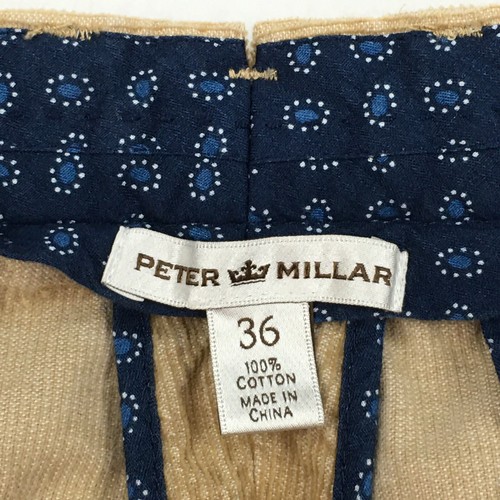 PETER MILLAR
36
100%
COTTON
MADE IN
CHINA